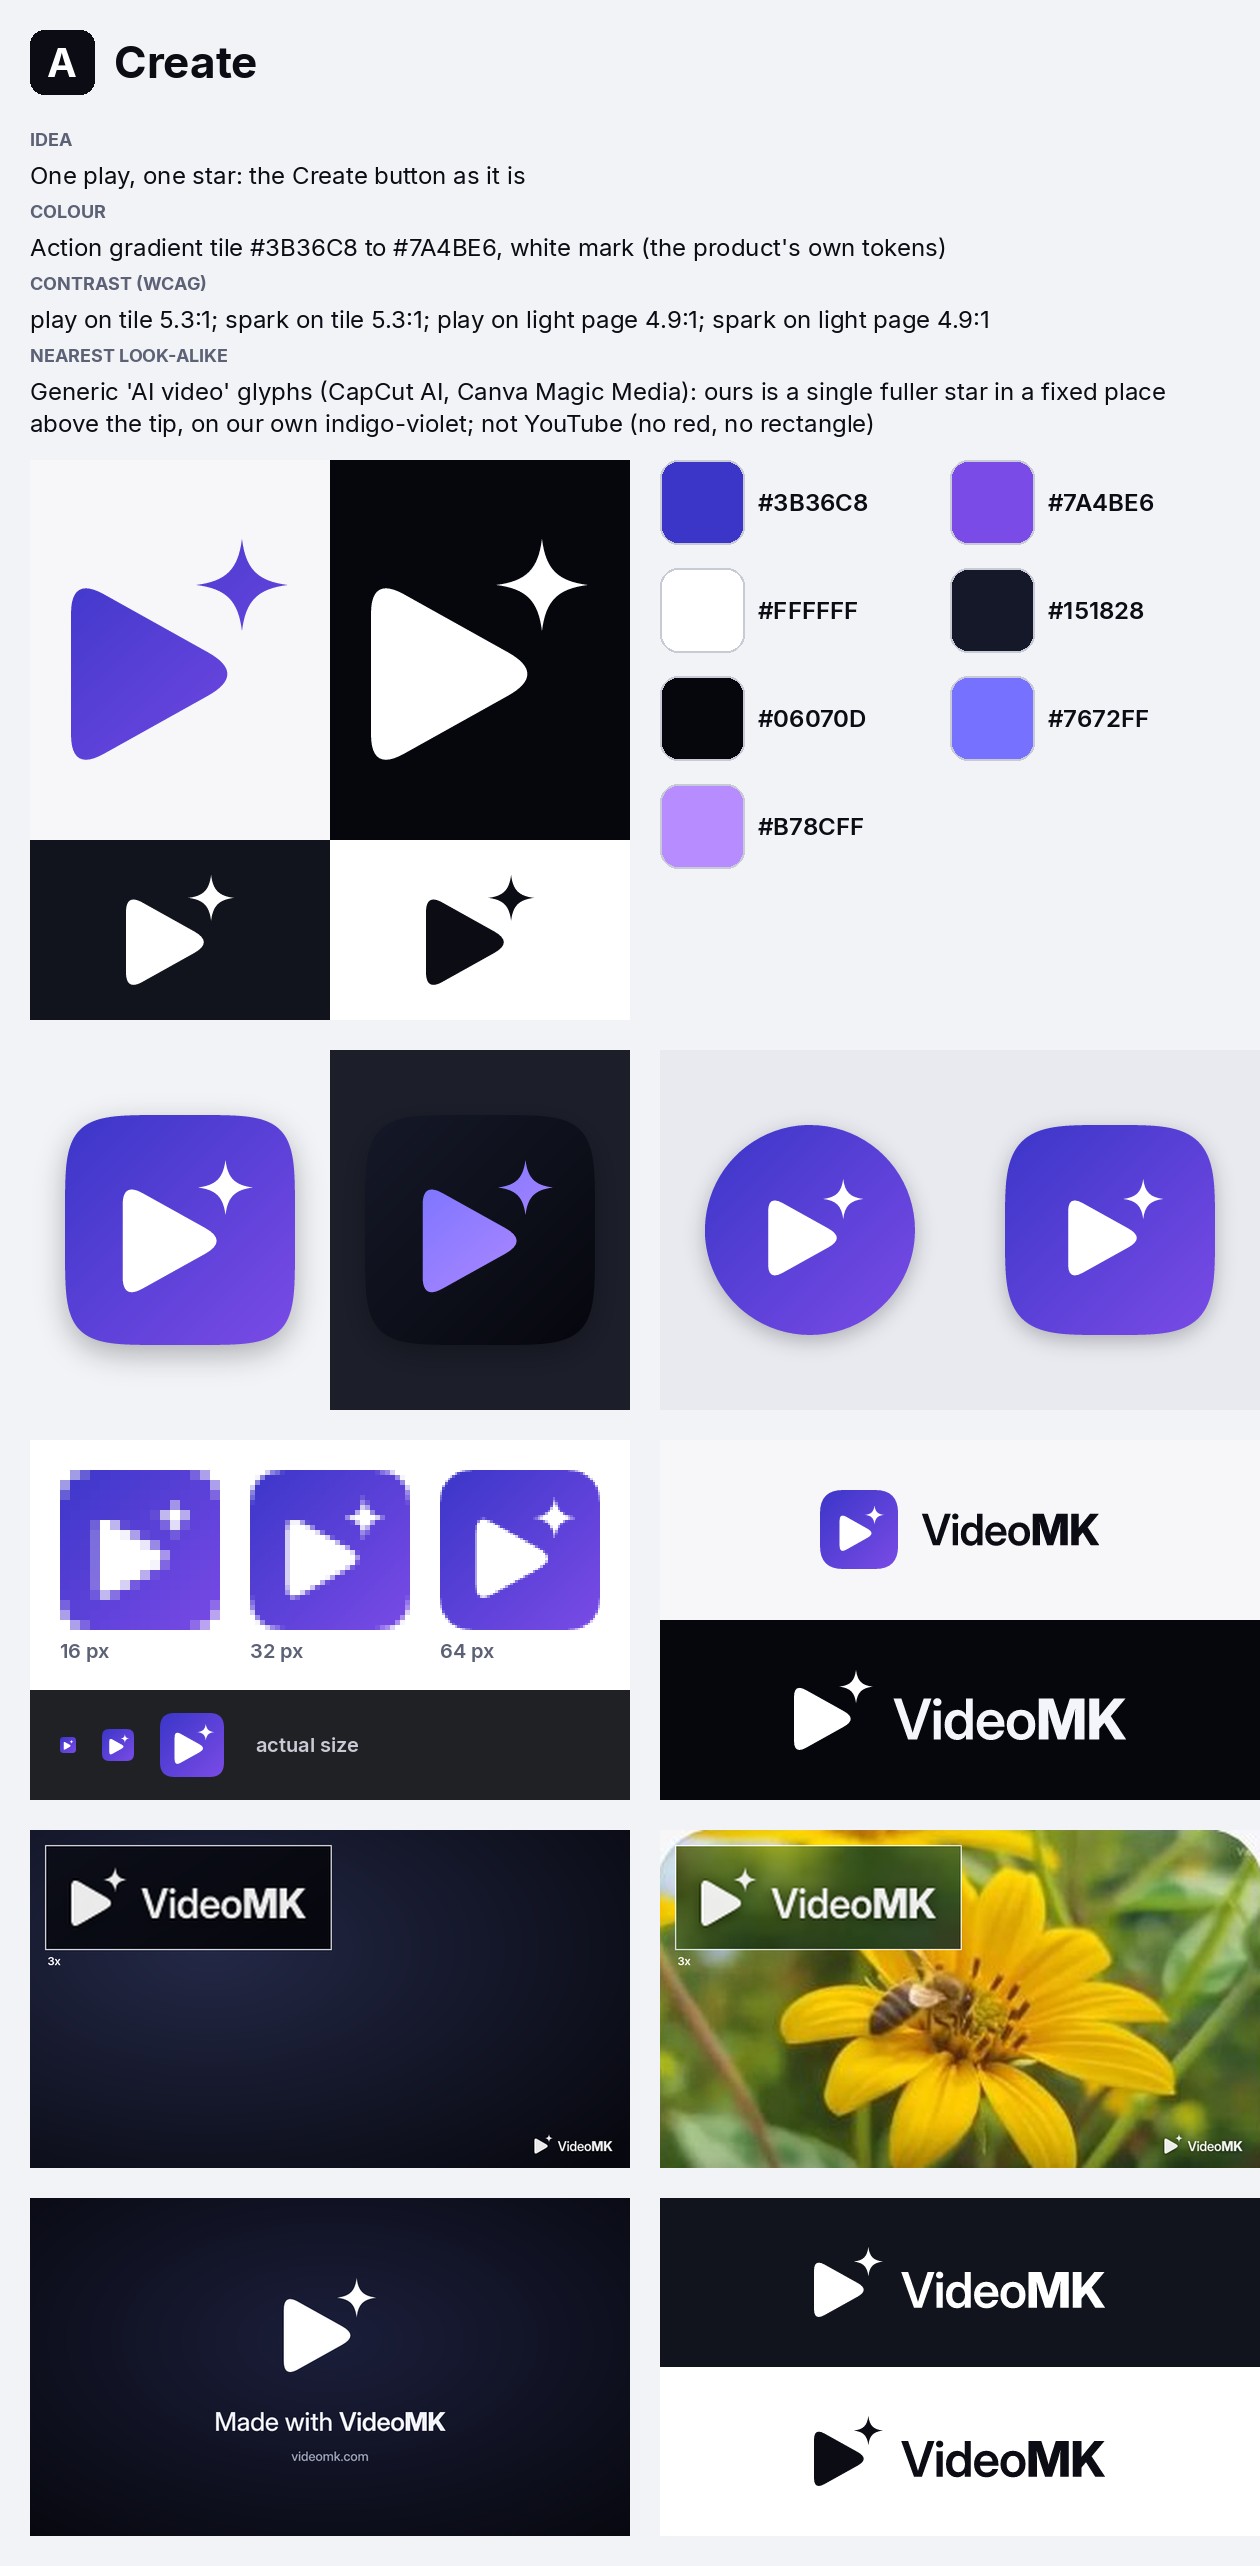 A Create
IDEA
One play, one star: the Create button as it is
COLOUR
Action gradient tile #3B36C8 to #7A4BE6, white mark (the product's own tokens)
CONTRAST (WCAG)
play on tile 5.3:1; spark on tile 5.3:1; play on light page 4.9:1; spark on light page 4.9:1
NEAREST LOOK-ALIKE
Generic 'AI video' glyphs (CapCut AI, Canva Magic Media): ours is a single fuller star in a fixed place
above the tip, on our own indigo-violet; not YouTube (no red, no rectangle)
#3B36C8 #7A4BE6
#FFFFFF #151828
#06070D #7672FF
#B78CFF
16 px 32 px 64 px
actual size
VideoMK
VideoMK
VideoMK
3x
VideoMK
VideoMK
3x
VideoMK
Made with VideoMK
videomk.com
VideoMK
VideoMK